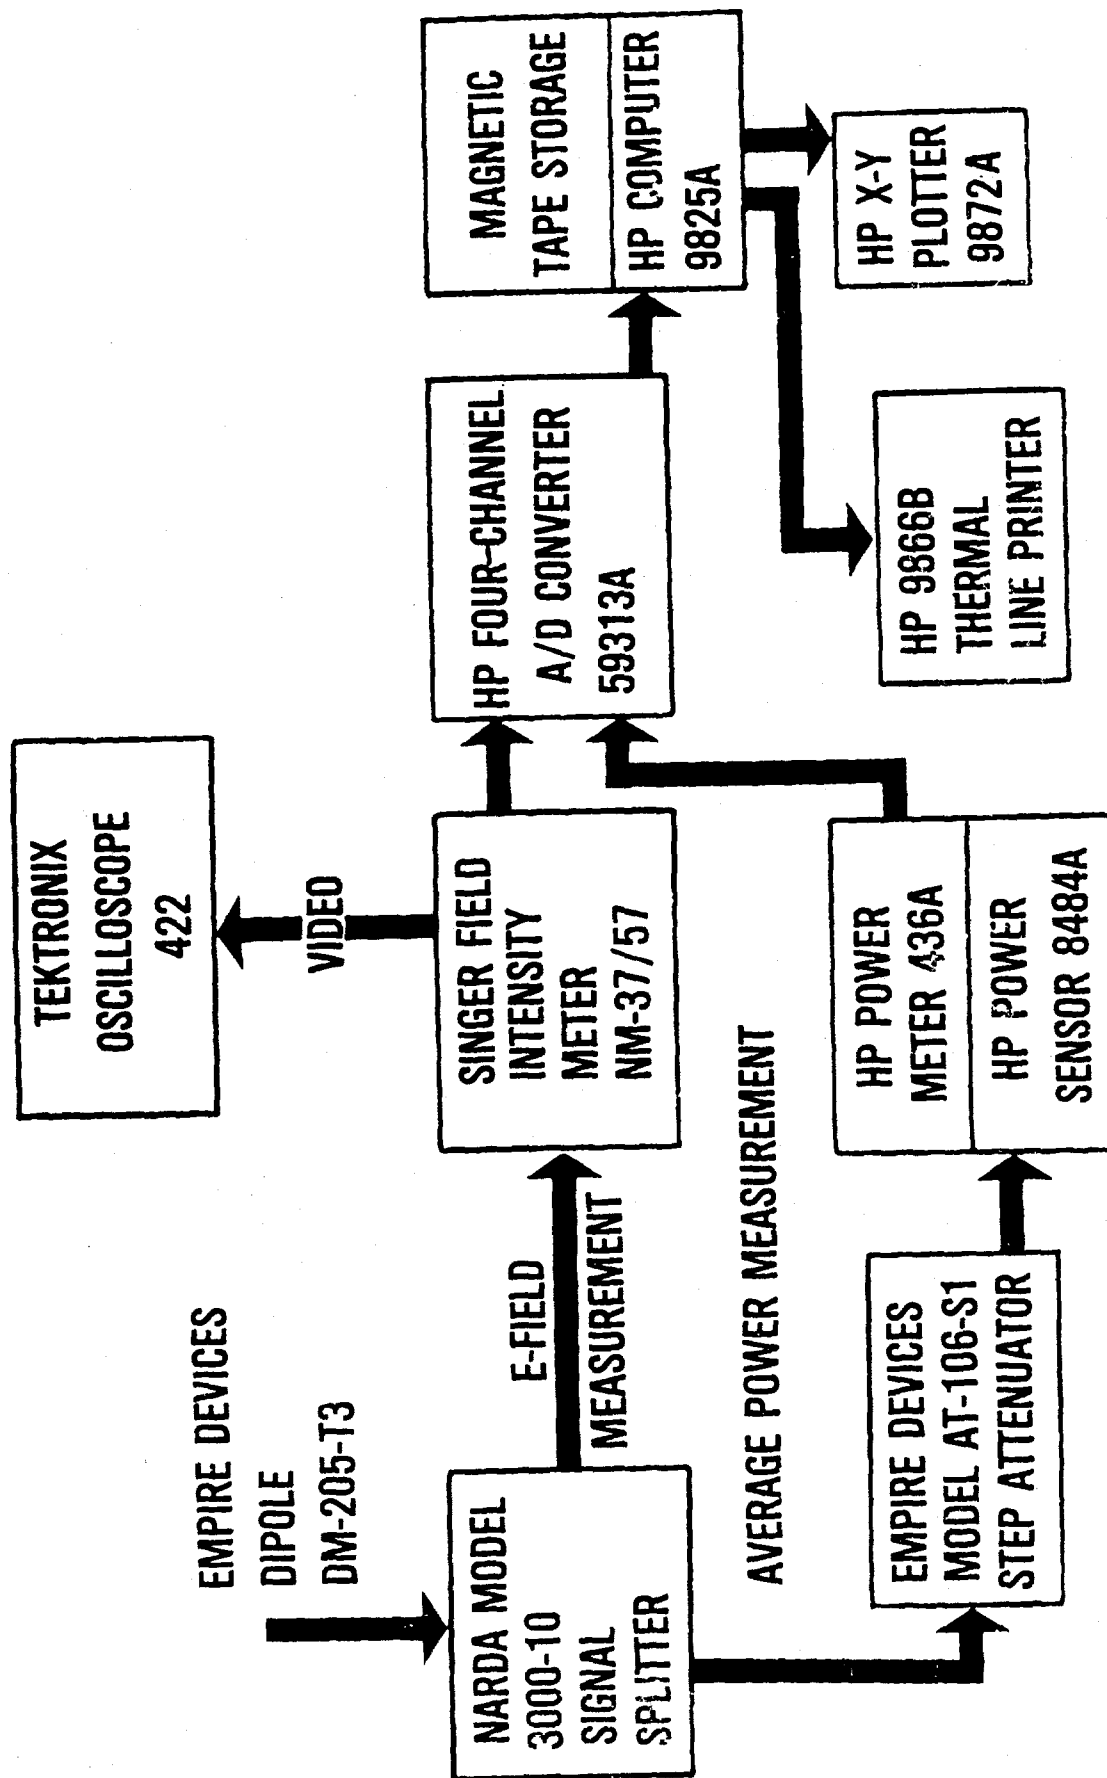 TEKTRONIX
OSCILLOSCOPE
422
VIDEO
EMPIRE DEVICES
DIPOLE
DM-205-T3
NARDA MODEL
3000-10
SIGNAL
SPLITTER
E-FIELD
MEASUREMENT
SINGER FIELD
INTENSITY
METER
NM-37/57
HP FOUR-CHANNEL
A/D CONVERTER
59313A
MAGNETIC
TAPE STORAGE
HP COMPUTER
9825A
AVERAGE POWER MEASUREMENT
EMPIRE DEVICES
MODEL AT-106-S1
STEP ATTENUATOR
HP POWER
METER 436A
HP POWER
SENSOR 8484A
HP 9866B
THERMAL
LINE PRINTER
HP X-Y
PLOTTER
9872A